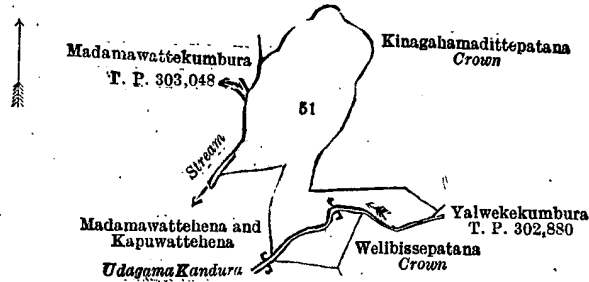 Madamawattekumbura
T. P. 303,048
Kinagahamadittepatana
Crown
51
Stream
Madamawattehena and
Kapuwattehena
Yalwekekumbura
T. P. 302,880
Welibissepatana
Crown
Udagama Kandura